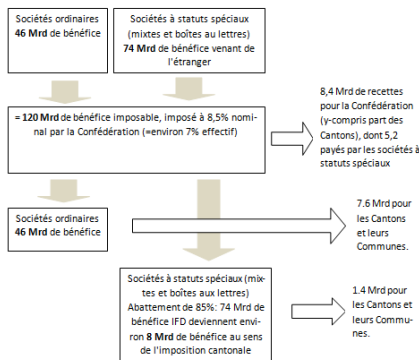 Sociétés ordinaires
46 Mrd de bénéfice
Sociétés à statuts spéciaux
(mixtes et boîtes au lettres)
74 Mrd de bénéfice venant de
l'étranger
= 120 Mrd de bénéfice imposable, imposé à 8,5% nomi-
nal par la Confédération (=environ 7% effectif)
8,4 Mrd de recettes
pour la Confédération
(y-compris part des
Cantons), dont 5,2
payés par les sociétés à
statuts spéciaux
Sociétés ordinaires
46 Mrd de bénéfice
7.6 Mrd pour
les Cantons
et leurs
Communes.
Sociétés à statuts spéciaux (mix-
tes et boîtes aux lettres)
Abattement de 85%: 74 Mrd de
bénéfice IFD deviennent envi-
ron 8 Mrd de bénéfice au sens
de l'imposition cantonale
1.4 Mrd pour
les Cantons et
leurs Commu-
nes.